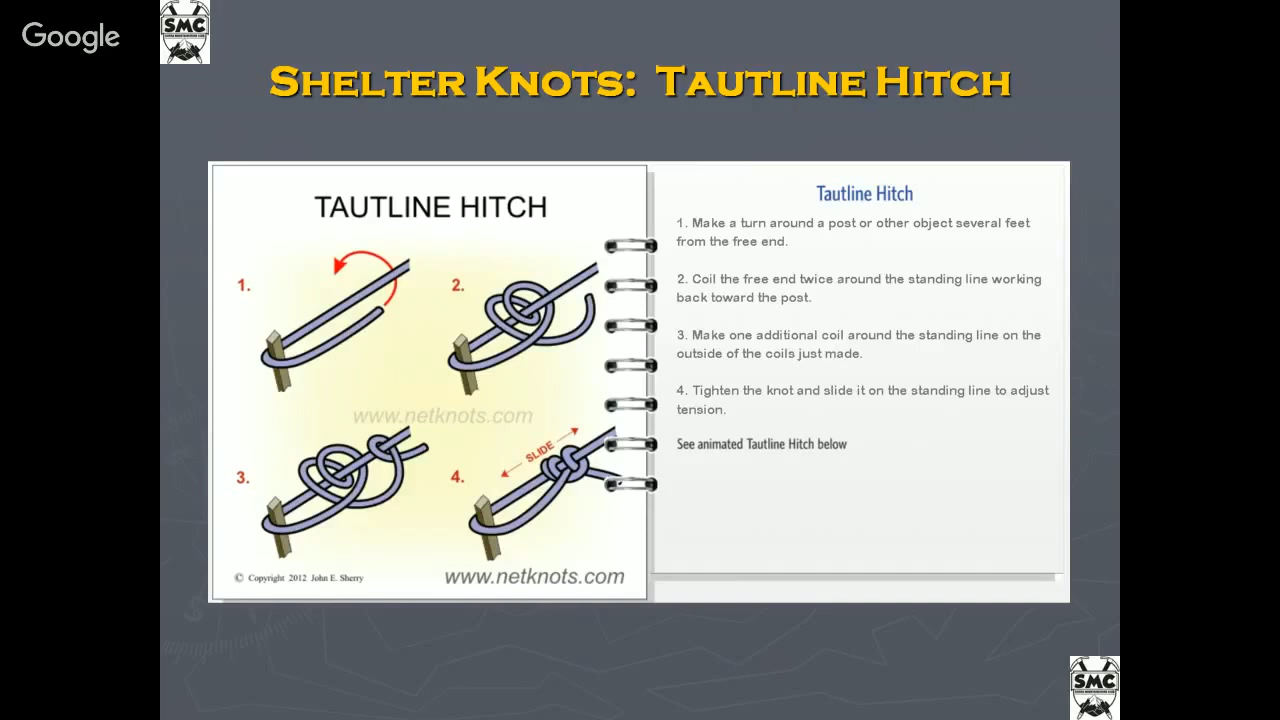 Google
SMC
SHELTER KNOTS: TAUTLINE HITCH
TAUTLINE HITCH
1.
2.
www.netknots.com
3.
4.
SLIDE
© Copyright 2012 John E. Sherry
www.netknots.com
Tautline Hitch
1. Make a turn around a post or other object several feet
from the free end.
2. Coil the free end twice around the standing line working
back toward the post.
3. Make one additional coil around the standing line on the
outside of the coils just made.
4. Tighten the knot and slide it on the standing line to adjust
tension.
See animated Tautline Hitch below
SMC